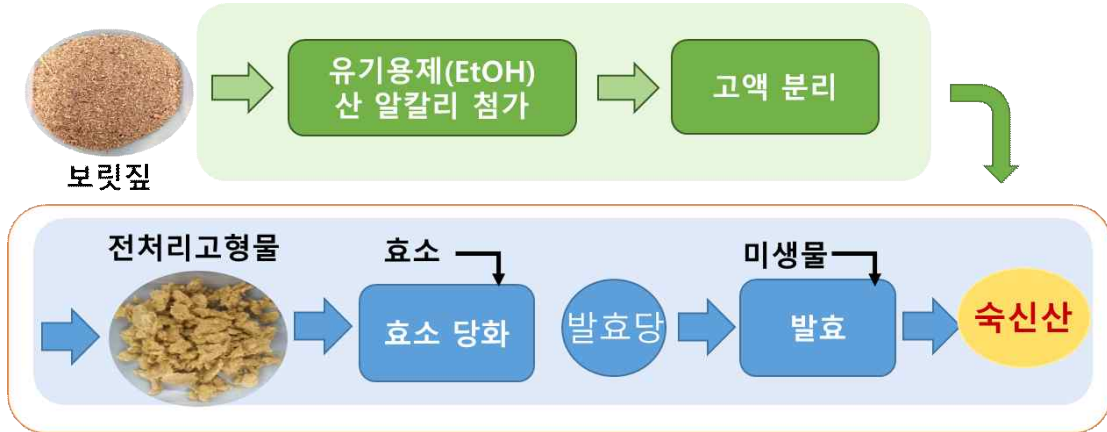 유기용제(EtOH)
산 알칼리 첨가
고액 분리
보릿짚
전처리고형물
효소
미생물
효소 당화
발효당
발효
숙신산